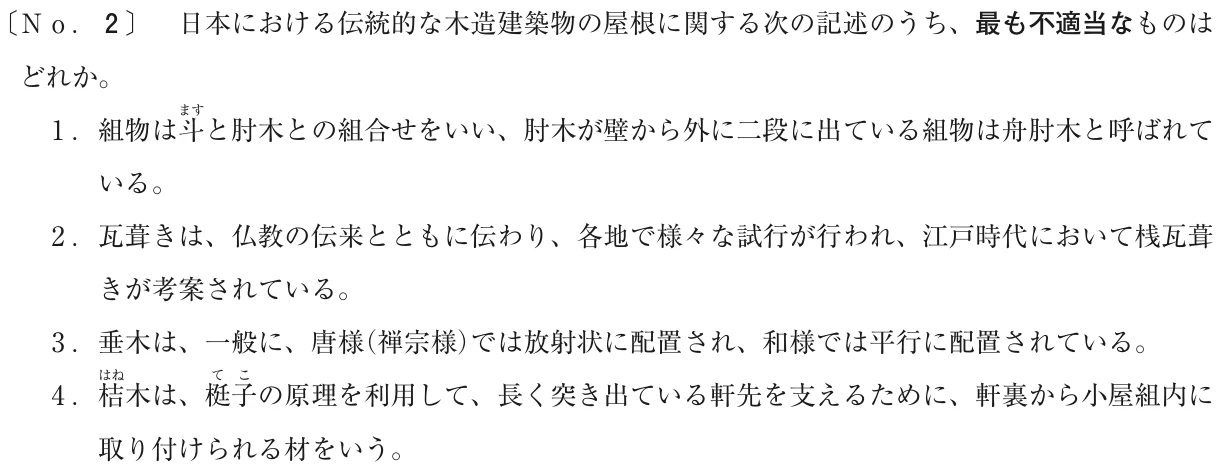 〔No. 2〕 日本における伝統的な木造建築物の屋根に関する次の記述のうち、最も不適当なものは
どれか。
1. 組物は斗と肘木との組合せをいい、肘木が壁から外に二段に出ている組物は舟肘木と呼ばれて
いる。
2. 瓦葺きは、仏教の伝来とともに伝わり、各地で様々な試行が行われ、江戸時代において桟瓦葺
きが考案されている。
3. 垂木は、一般に、唐様(禅宗様)では放射状に配置され、和様では平行に配置されている。
4. 桔木は、梃子の原理を利用して、長く突き出ている軒先を支えるために、軒裏から小屋組内に
取り付けられる材をいう。